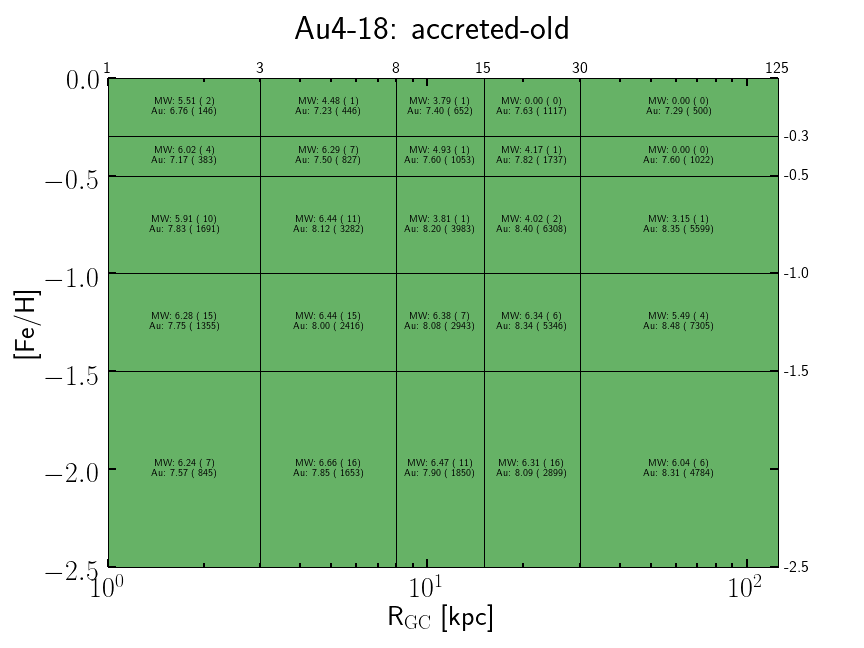 Au4-18: accreted-old
1 3 8 15 30 125
0.0
MW: 5.51 ( 2) MW: 4.48 ( 1) MW: 3.79 ( 1) MW: 0.00 ( 0) MW: 0.00 ( 0)
Au: 6.76 ( 146) Au: 7.23 ( 446) Au: 7.40 ( 652) Au: 7.63 ( 1117) Au: 7.29 ( 500)
-0.3
MW: 6.02 ( 4) MW: 6.29 ( 7) MW: 4.93 ( 1) MW: 4.17 ( 1) MW: 0.00 ( 0)
Au: 7.17 ( 383) Au: 7.50 ( 827) Au: 7.60 ( 1053) Au: 7.82 ( 1737) Au: 7.60 ( 1022)
−0.5 -0.5
MW: 5.91 ( 10) MW: 6.44 ( 11) MW: 3.81 ( 1) MW: 4.02 ( 2) MW: 3.15 ( 1)
Au: 7.83 ( 1691) Au: 8.12 ( 3282) Au: 8.20 ( 3983) Au: 8.40 ( 6308) Au: 8.35 ( 5599)
−1.0 -1.0
MW: 6.28 ( 15) MW: 6.44 ( 15) MW: 6.38 ( 7) MW: 6.34 ( 6) MW: 5.49 ( 4)
Au: 7.75 ( 1355) Au: 8.00 ( 2416) Au: 8.08 ( 2943) Au: 8.34 ( 5346) Au: 8.48 ( 7305)
[Fe/H]
−1.5 -1.5
MW: 6.24 ( 7) MW: 6.66 ( 16) MW: 6.47 ( 11) MW: 6.31 ( 16) MW: 6.04 ( 6)
Au: 7.57 ( 845) Au: 7.85 ( 1653) Au: 7.90 ( 1850) Au: 8.09 ( 2899) Au: 8.31 ( 4784)
−2.0
−2.5 -2.5
10⁰ 10¹ 10²
R_GC [kpc]